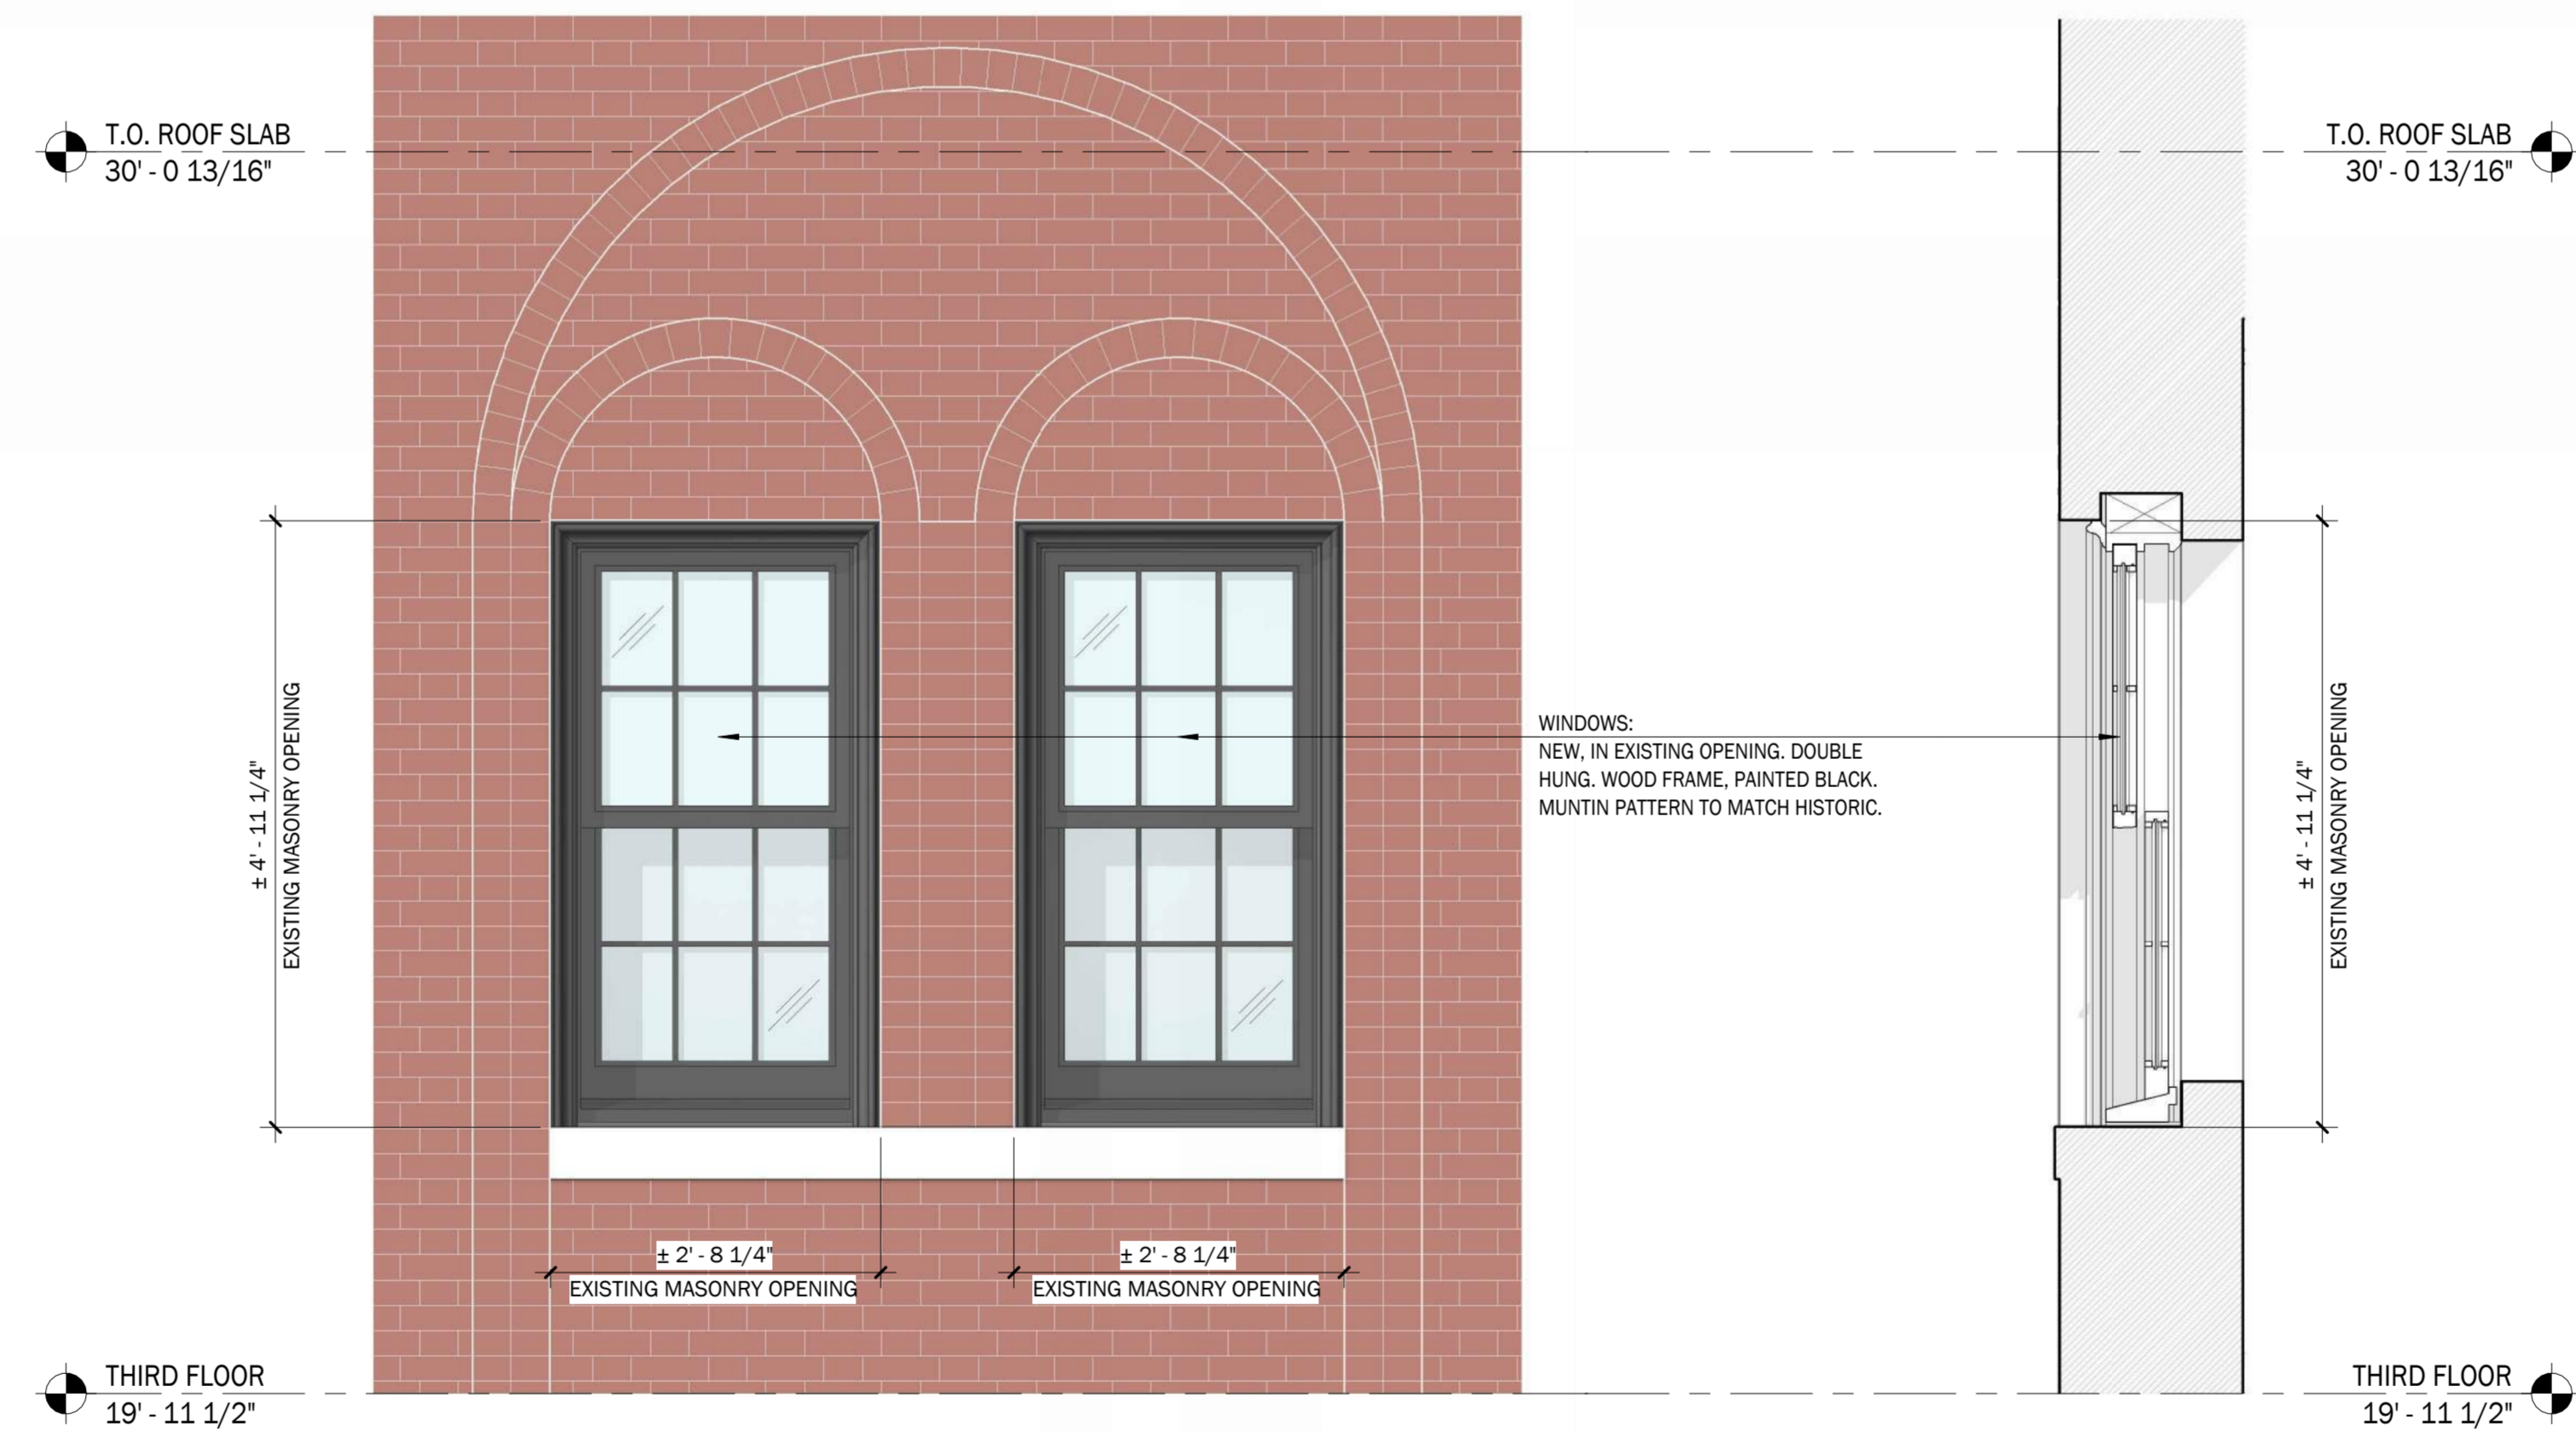 T.O. ROOF SLAB
30' - 0 13/16"
T.O. ROOF SLAB
30' - 0 13/16"
± 4' - 11 1/4"
EXISTING MASONRY OPENING
WINDOWS:
NEW, IN EXISTING OPENING. DOUBLE
HUNG. WOOD FRAME, PAINTED BLACK.
MUNTIN PATTERN TO MATCH HISTORIC.
± 4' - 11 1/4"
EXISTING MASONRY OPENING
± 2' - 8 1/4"
EXISTING MASONRY OPENING
± 2' - 8 1/4"
EXISTING MASONRY OPENING
THIRD FLOOR
19' - 11 1/2"
THIRD FLOOR
19' - 11 1/2"